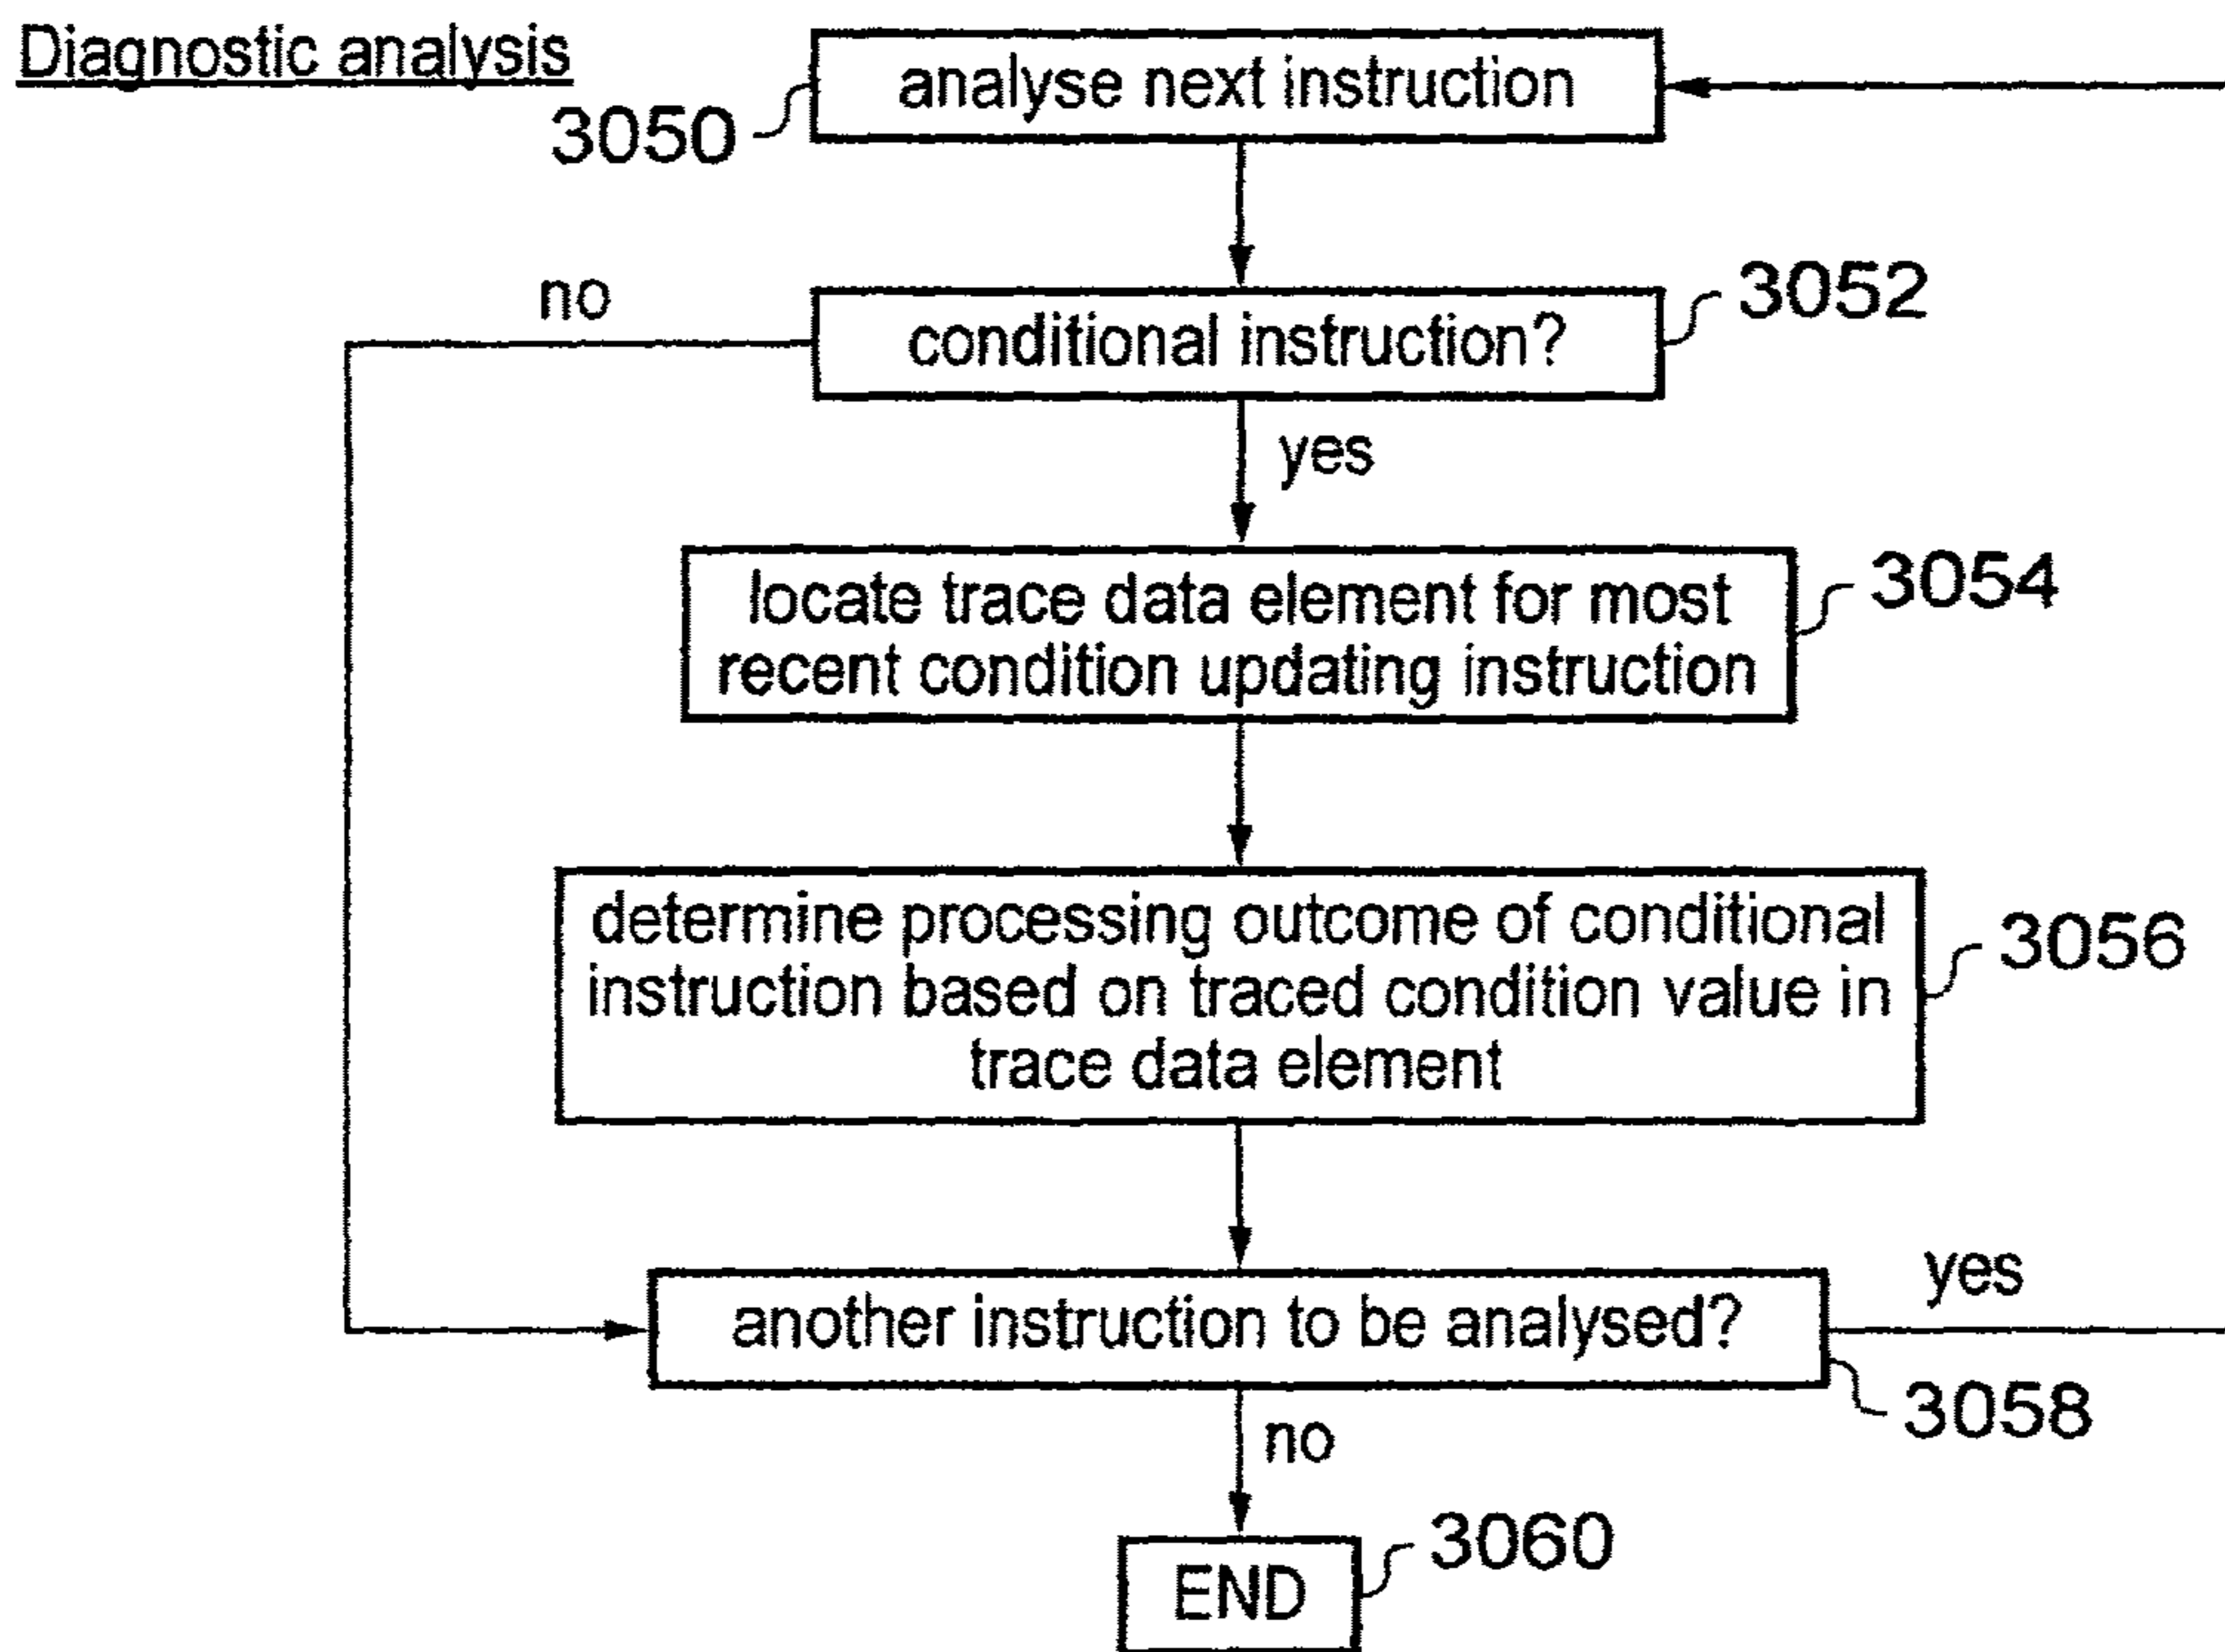 Diagnostic analysis
analyse next instruction
3050
conditional instruction?
3052
no
yes
locate trace data element for most
recent condition updating instruction
3054
determine processing outcome of conditional
instruction based on traced condition value in
trace data element
3056
another instruction to be analysed?
yes
3058
no
END
3060